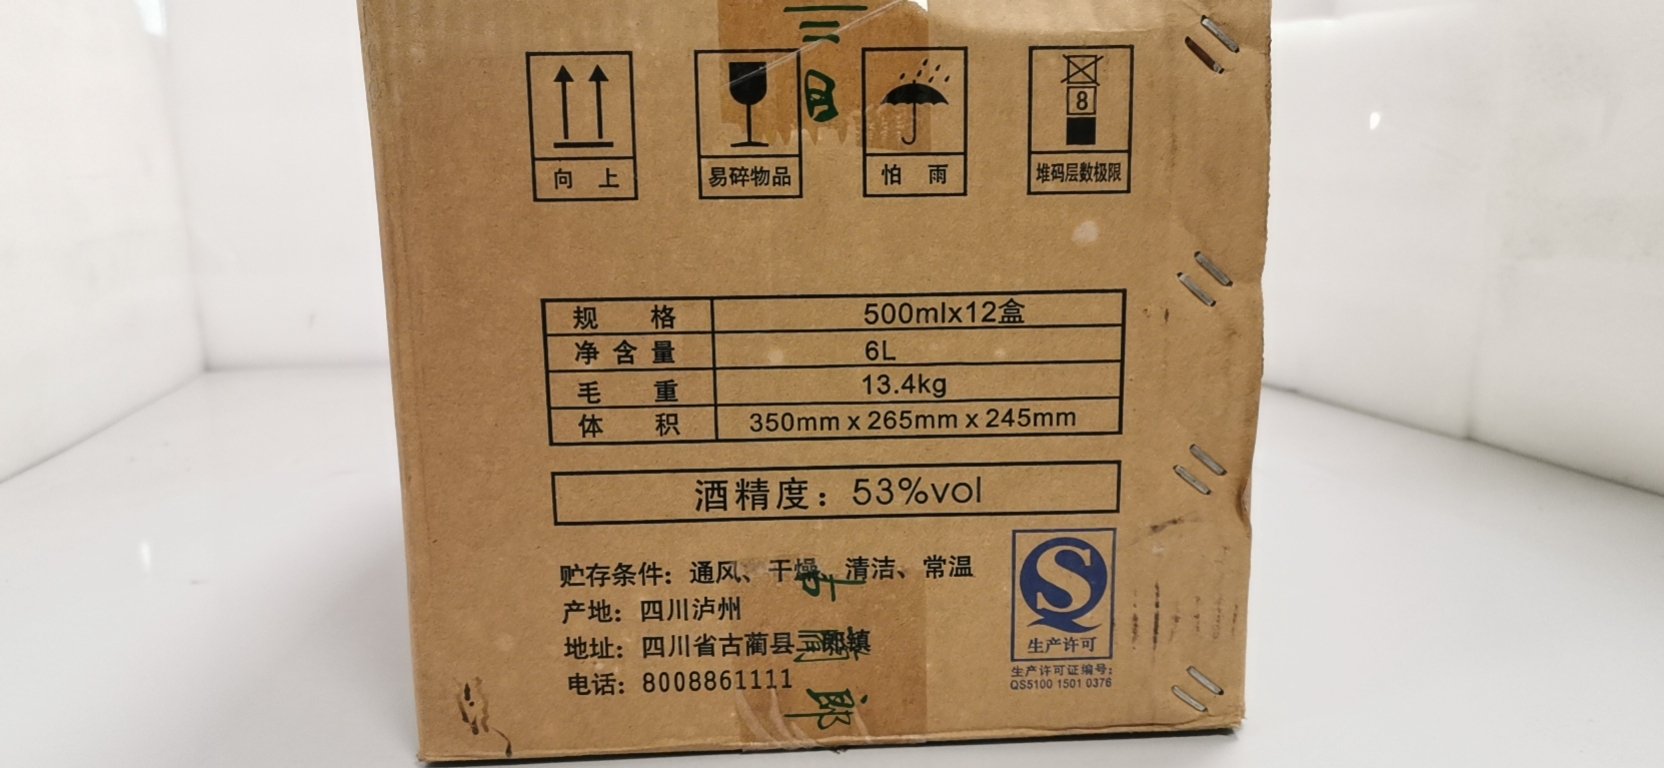 三
四
向 上
易碎物品
怕 雨
8
堆码层数极限
规 格 500mlx12盒
净含量 6L
毛 重 13.4kg
体 积 350mm x 265mm x 245mm
酒精度：53%vol
贮存条件：通风、干燥、清洁、常温
产地：四川泸州
地址：四川省古蔺县二郎镇
电话：8008861111
生产许可
生产许可证编号：
QS5100 1501 0376
郎